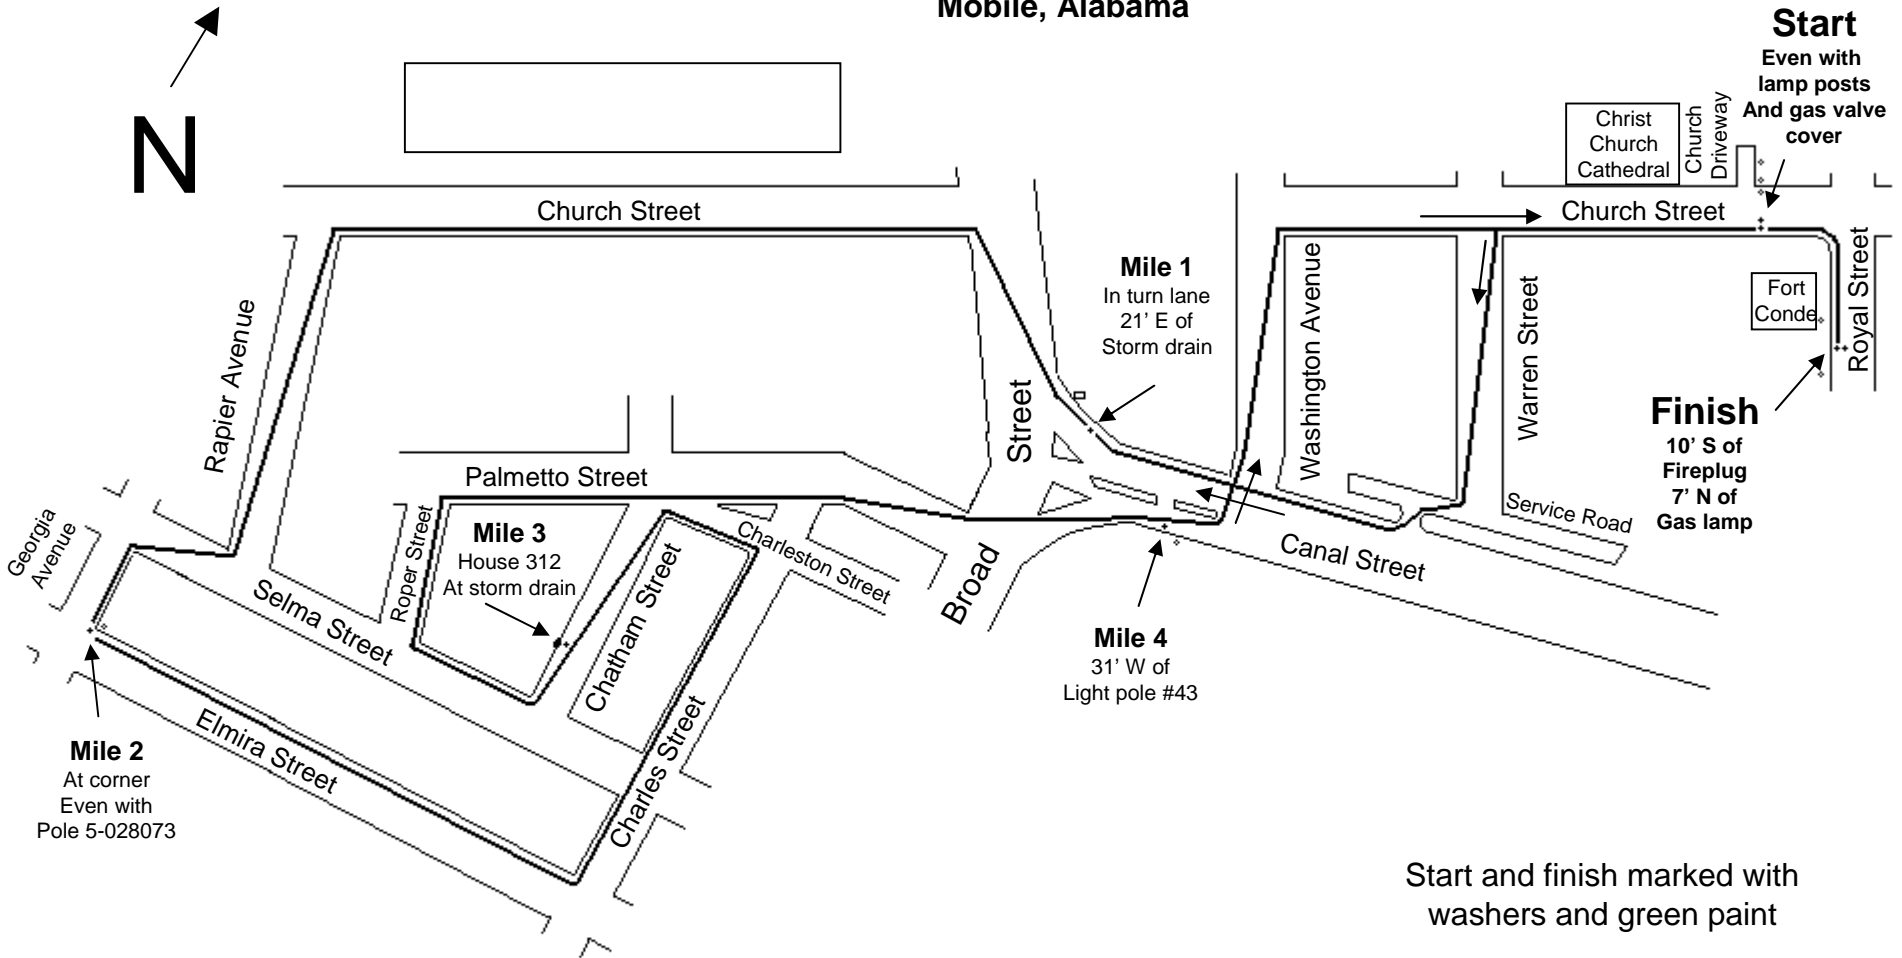 Mobile, Alabama
N
Start
Even with
lamp posts
And gas valve
cover
Christ
Church
Cathedral
Church
Driveway
Church Street
Church Street
Fort
Conde
Royal Street
Mile 1
In turn lane
21' E of
Storm drain
Washington Avenue
Warren Street
Rapier Avenue
Street
Broad
Finish
10' S of
Fireplug
7' N of
Gas lamp
Palmetto Street
Georgia
Avenue
Roper Street
Mile 3
House 312
At storm drain
Charleston Street
Service Road
Canal Street
Selma Street
Chatham Street
Mile 4
31' W of
Light pole #43
Elmira Street
Charles Street
Mile 2
At corner
Even with
Pole 5-028073
Start and finish marked with
washers and green paint